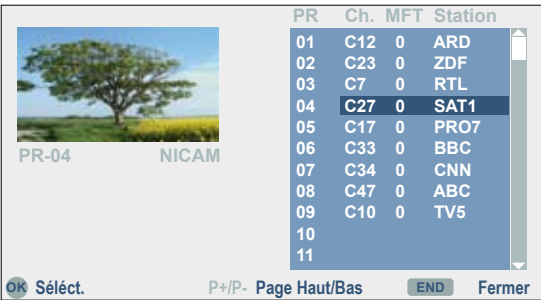 PR Ch. MFT Station
01 C12 0 ARD
02 C23 0 ZDF
03 C7 0 RTL
04 C27 0 SAT1
05 C17 0 PRO7
06 C33 0 BBC
07 C34 0 CNN
08 C47 0 ABC
09 C10 0 TV5
10
11
PR-04 NICAM
OK Séléct. P+/P- Page Haut/Bas END Fermer